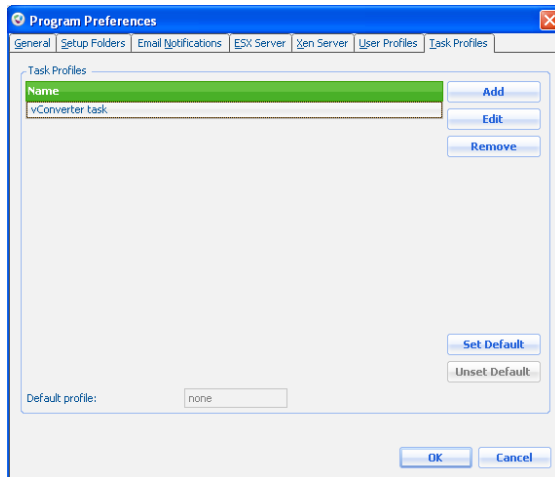 Program Preferences
General Setup Folders Email Notifications ESX Server Xen Server User Profiles Task Profiles
Task Profiles
Name
Add
vConverter task
Edit
Remove
Set Default
Unset Default
Default profile: none
OK Cancel